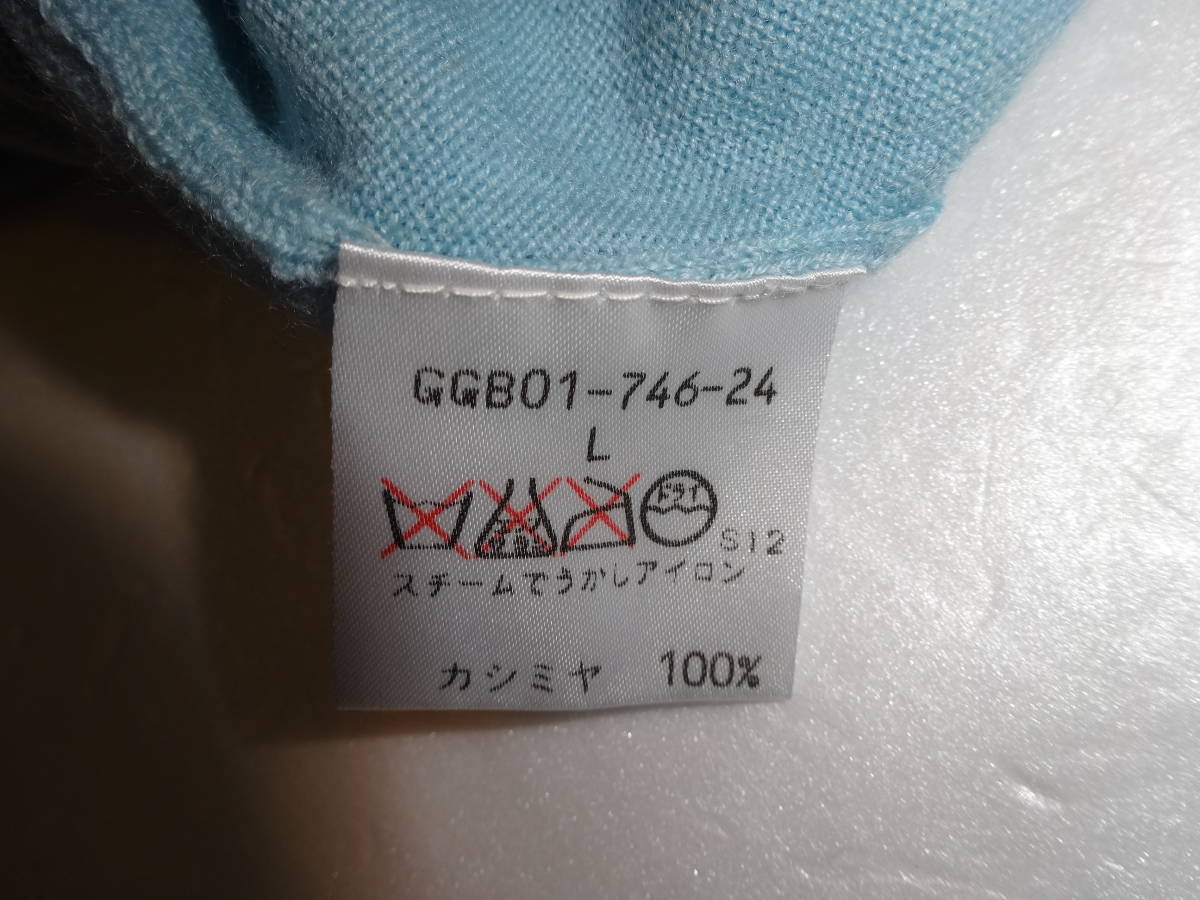 GGB01-746-24
L
ドライ
S12
スチームでうかしアイロン
カシミヤ 100%